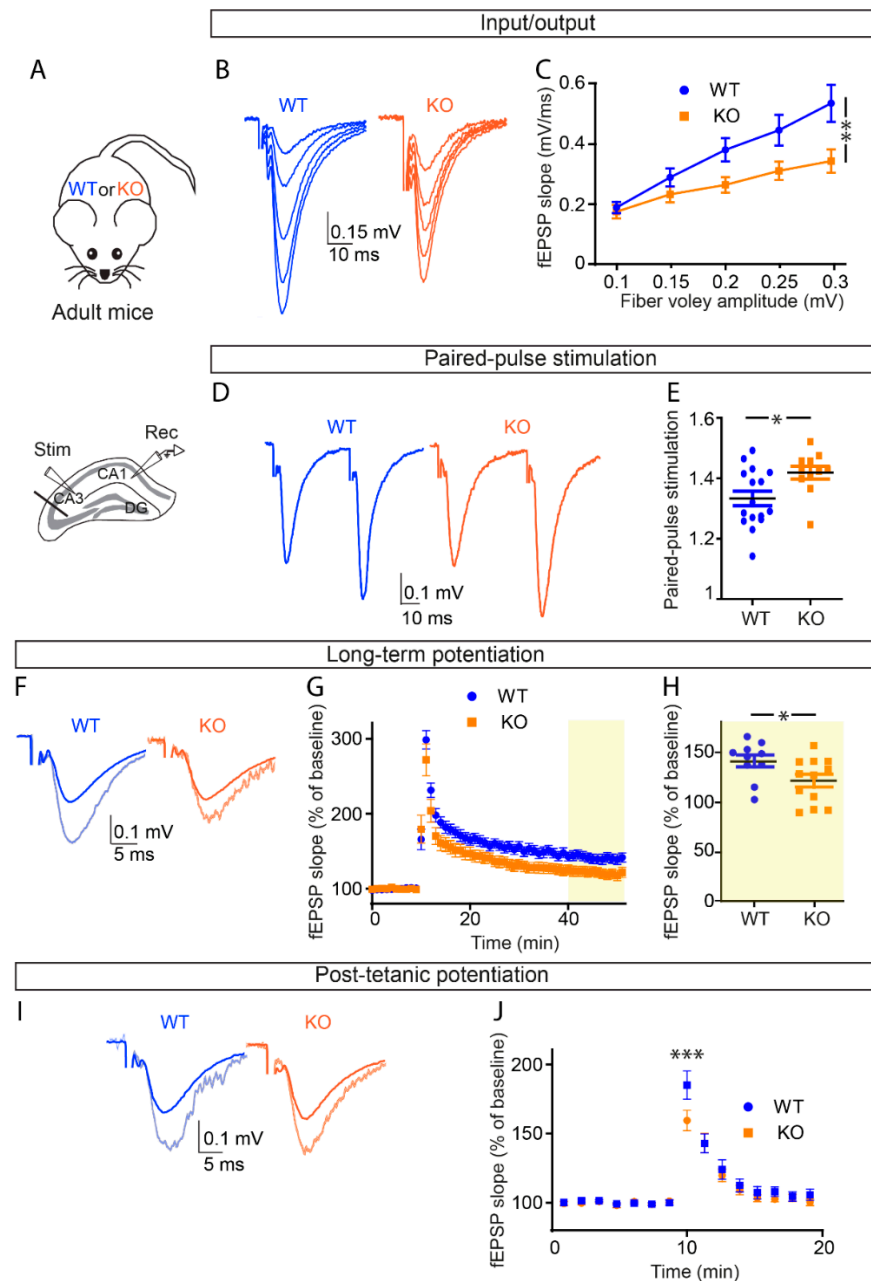 Input/output
A
B
WT
KO
0.15 mV
10 ms
C
WT
KO
fEPSP slope (mV/ms)
0.6
0.4
0.2
0
**
0.1 0.15 0.2 0.25 0.3
Fiber voley amplitude (mV)
WTorKO
Adult mice
Paired-pulse stimulation
Stim
Rec
CA1
CA3
DG
D
WT
KO
0.1 mV
10 ms
E
*
Paired-pulse stimulation
1.6
1.4
1.2
1
WT KO
Long-term potentiation
F
WT
KO
0.1 mV
5 ms
G
WT
KO
fEPSP slope (% of baseline)
300
200
100
0 20 40
Time (min)
H
*
fEPSP slope (% of baseline)
150
100
50
0
WT KO
Post-tetanic potentiation
I
WT
KO
0.1 mV
5 ms
J
fEPSP slope (% of baseline)
200
150
100
***
WT
KO
0 10 20
Time (min)